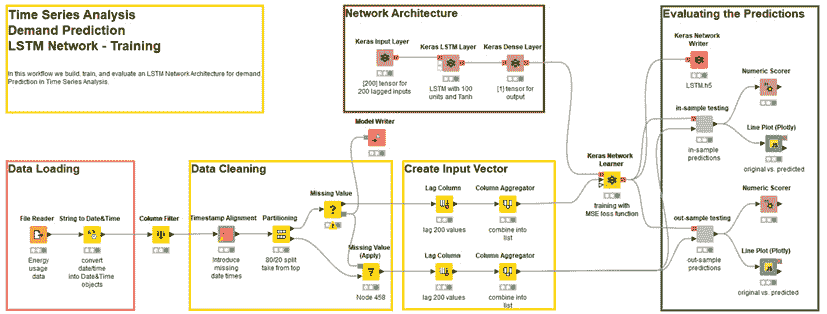 Time Series Analysis
Demand Prediction
LSTM Network - Training
In this workflow we build, train, and evaluate an LSTM Network Architecture for demand
Prediction in Time Series Analysis.
Network Architecture
Keras Input Layer
Keras LSTM Layer
Keras Dense Layer
[200] tensor for
200 lagged inputs
LSTM with 100
units and Tanh
[1] tensor for
output
Evaluating the Predictions
Keras Network
Writer
LSTM.h5
Numeric Scorer
in-sample testing
in-sample
predictions
Line Plot (Plotly)
original vs. predicted
Numeric Scorer
out-sample testing
out-sample
predictions
Line Plot (Plotly)
original vs. predicted
Model Writer
Keras Network
Learner
training with
MSE loss function
Data Loading
File Reader
String to Date&Time
Column Filter
Energy
usage
data
convert
date/time
into Date&Time
objects
Data Cleaning
Timestamp Alignment
Partitioning
Missing Value
Introduce
missing
date times
80/20 split
take from top
Missing Value
(Apply)
Node 458
Create Input Vector
Lag Column
Column Aggregator
lag 200 values
combine into
list
Lag Column
Column Aggregator
lag 200 values
combine into
list